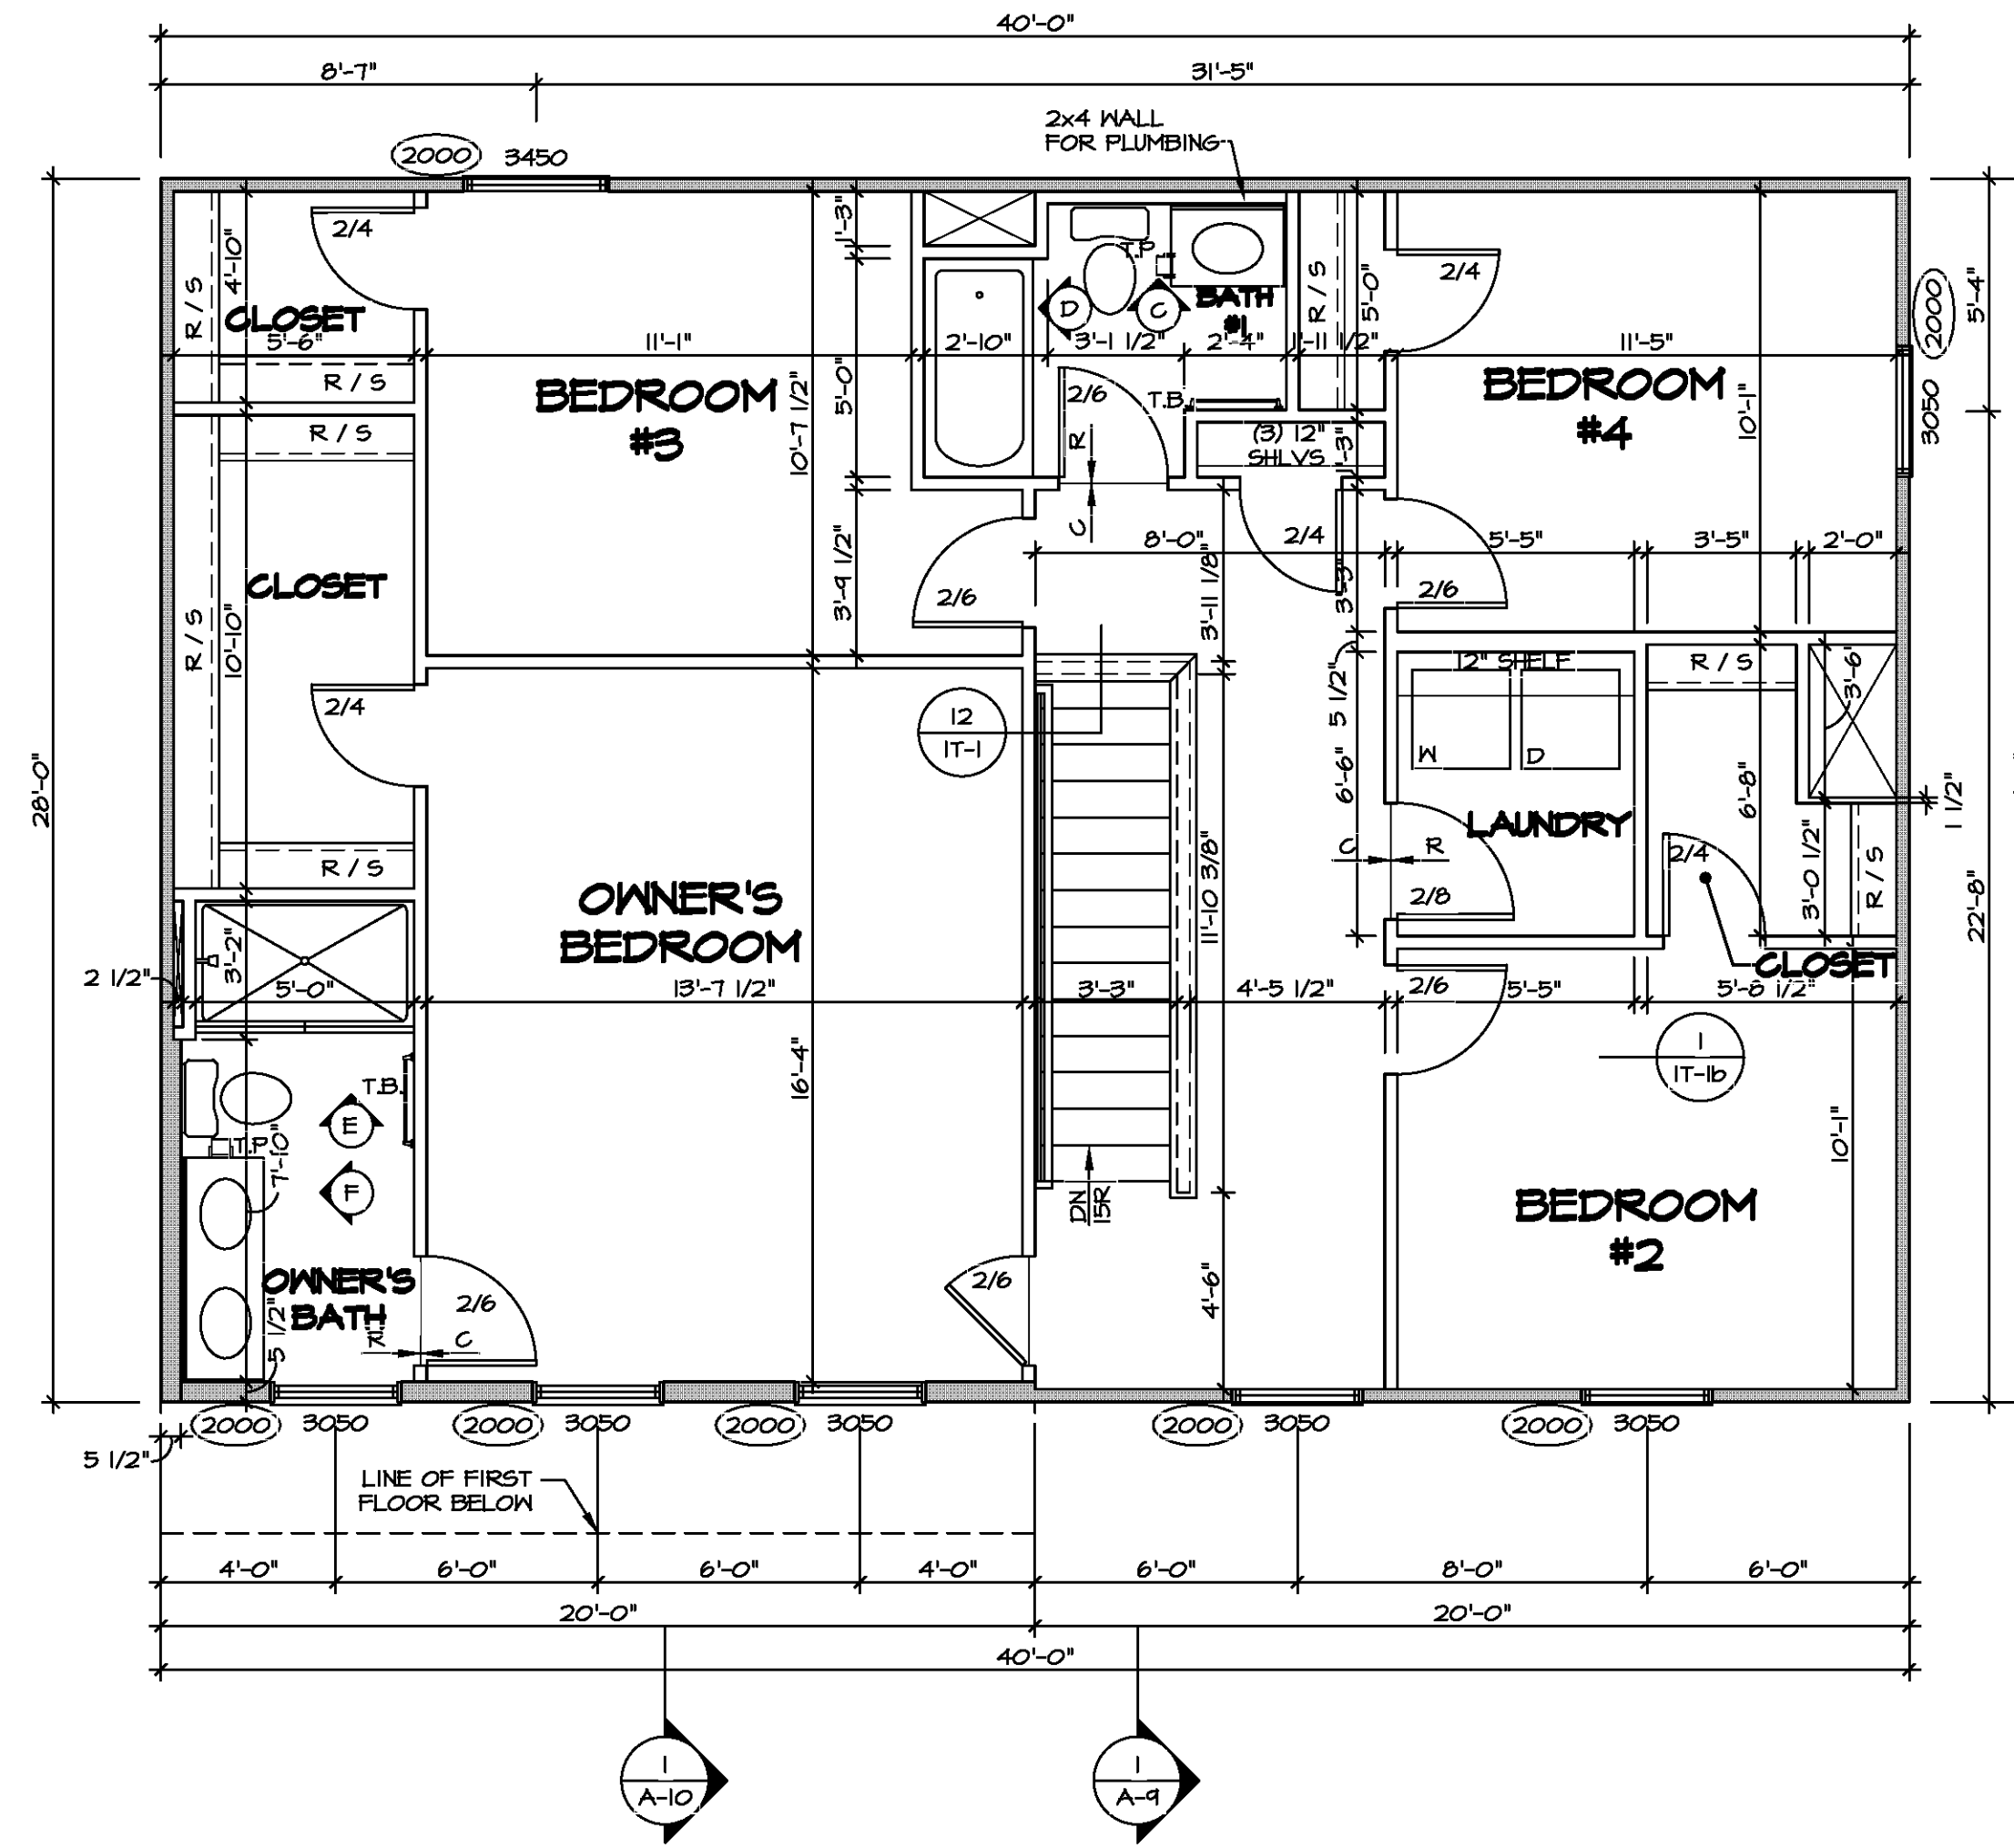 40'-0"
8'-7"
31'-5"
2x4 WALL
FOR PLUMBING
2000
3450
2/4
4'-10"
R / S
CLOSET
5'-6"
R / S
11'-1"
BEDROOM
#3
10'-7 1/2"
1'-3"
5'-0"
3'-9 1/2"
2'-10"
T.P.
D
C
BATH
#1
3'-1 1/2"
2'-4"
1'-11 1/2"
R / S
5'-0"
2/6
T.B.
R
C
(3) 12"
SHLVS
1'-3"
2/4
11'-5"
BEDROOM
#4
10'-1"
2000
3050
5'-4"
R / S
CLOSET
R / S
10'-10"
2/4
R / S
2/6
8'-0"
2/4
3'-11 1/8"
3'-3"
5'-5"
3'-5"
2'-0"
2/6
28'-0"
22'-8"
12
1T-1
5 1/2"
12" SHELF
W
D
6'-6"
LAUNDRY
C
R
2/8
R / S
3'-6"
6'-8"
1 1/2"
2/4
3'-0 1/2"
R / S
CLOSET
OWNER'S
BEDROOM
13'-7 1/2"
16'-4"
2 1/2"
3'-2"
5'-0"
3'-3"
11'-10 3/8"
4'-5 1/2"
2/6
5'-5"
5'-8 1/2"
1
1T-1b
T.B.
E
T.P.
7'-10"
F
OWNER'S
BATH
5 1/2"
R
C
2/6
2/6
DN
15R
4'-6"
BEDROOM
#2
10'-1"
2000
3050
2000
3050
2000
3050
2000
3050
2000
3050
5 1/2"
LINE OF FIRST
FLOOR BELOW
4'-0"
6'-0"
6'-0"
4'-0"
6'-0"
8'-0"
6'-0"
20'-0"
20'-0"
40'-0"
1
A-10
1
A-9